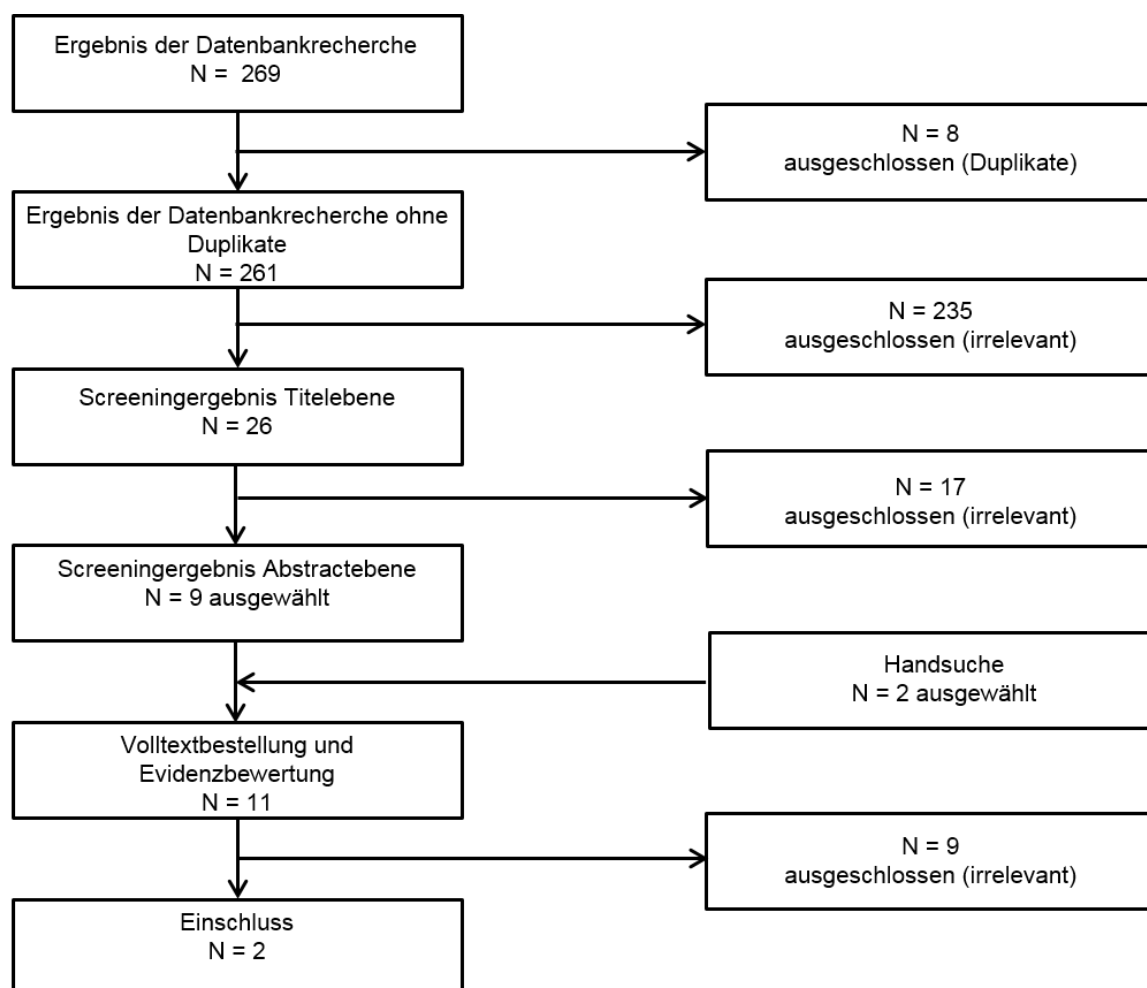 Ergebnis der Datenbankrecherche
N = 269
N = 8
ausgeschlossen (Duplikate)
Ergebnis der Datenbankrecherche ohne
Duplikate
N = 261
N = 235
ausgeschlossen (irrelevant)
Screeningergebnis Titelebene
N = 26
N = 17
ausgeschlossen (irrelevant)
Screeningergebnis Abstractebene
N = 9 ausgewählt
Handsuche
N = 2 ausgewählt
Volltextbestellung und
Evidenzbewertung
N = 11
N = 9
ausgeschlossen (irrelevant)
Einschluss
N = 2